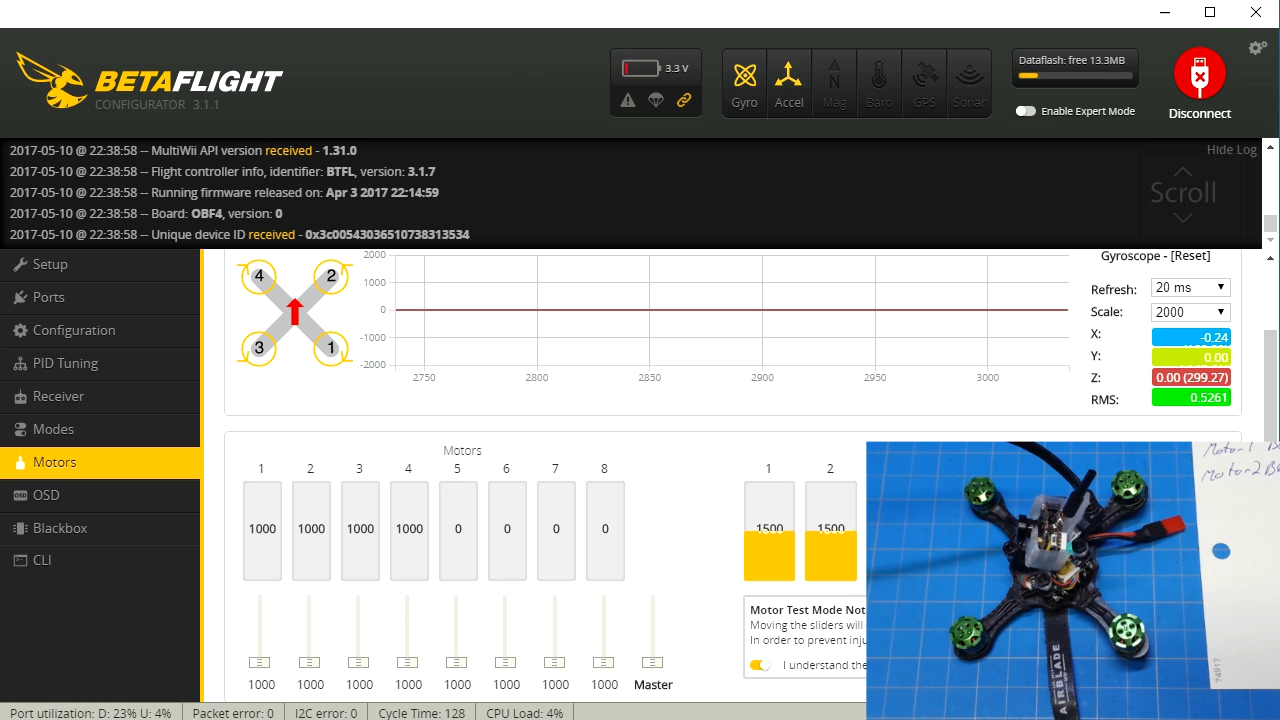 BETAFLIGHT
CONFIGURATOR 3.1.1
3.3 V
Gyro
Accel
Mag
Baro
GPS
Sonar
Dataflash: free 13.3MB
Enable Expert Mode
Disconnect
2017-05-10 @ 22:38:58 -- MultiWii API version received - 1.31.0
2017-05-10 @ 22:38:58 -- Flight controller info, identifier: BTFL, version: 3.1.7
2017-05-10 @ 22:38:58 -- Running firmware released on: Apr 3 2017 22:14:59
2017-05-10 @ 22:38:58 -- Board: OBF4, version: 0
2017-05-10 @ 22:38:58 -- Unique device ID received - 0x3c00543036510738313534
Hide Log
Scroll
Setup
Ports
Configuration
PID Tuning
Receiver
Modes
Motors
OSD
Blackbox
CLI
4 2
3 1
2000
1000
0
-1000
-2000
2750 2800 2850 2900 2950 3000
Gyroscope - [Reset]
Refresh: 20 ms
Scale: 2000
X: -0.24
Y: 0.00
Z: 0.00 (299.27)
RMS: 0.5261
Motors
1 2 3 4 5 6 7 8
1000 1000 1000 1000 0 0 0 0
1000 1000 1000 1000 1000 1000 1000 1000 Master
1 2
1500 1500
Motor Test Mode Not
Moving the sliders will
In order to prevent inju
I understand the
Motor 1 B
Motor 2 B
AIRBLADE
74917
Port utilization: D: 23% U: 4%
Packet error: 0
I2C error: 0
Cycle Time: 128
CPU Load: 4%